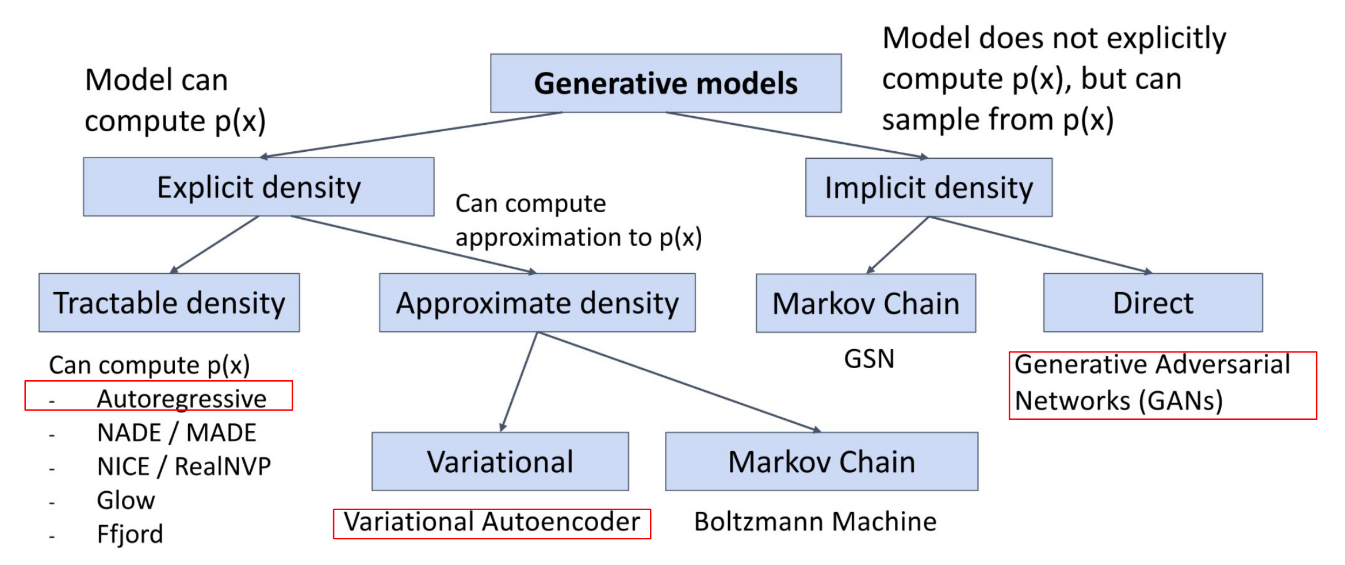 Generative models
Model does not explicitly
compute p(x), but can
sample from p(x)
Model can
compute p(x)
Explicit density
Implicit density
Can compute
approximation to p(x)
Tractable density
Approximate density
Markov Chain
Direct
Can compute p(x)
- Autoregressive
- NADE / MADE
- NICE / RealNVP
- Glow
- Ffjord
GSN
Generative Adversarial
Networks (GANs)
Variational
Markov Chain
Variational Autoencoder
Boltzmann Machine